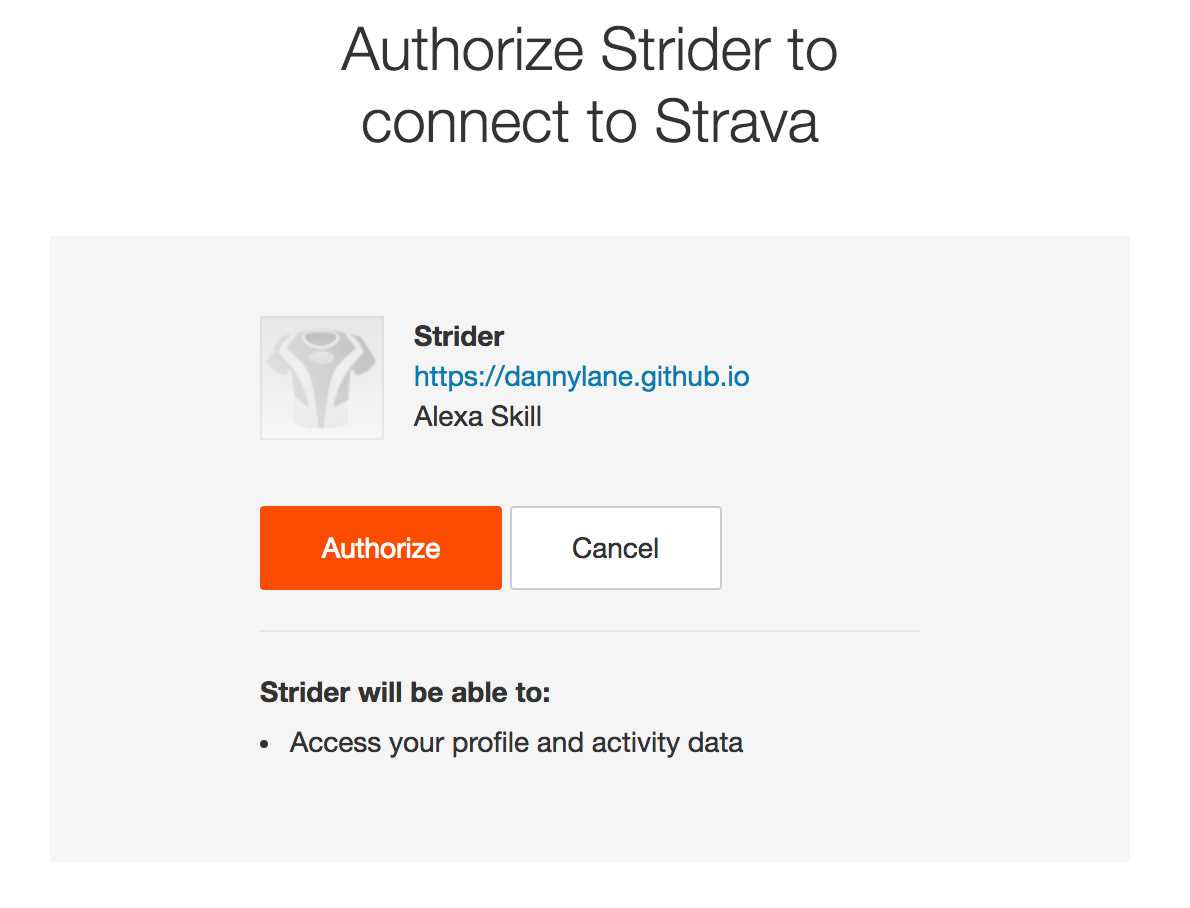 Authorize Strider to
connect to Strava
Strider
https://dannylane.github.io
Alexa Skill
Authorize
Cancel
Strider will be able to:
• Access your profile and activity data